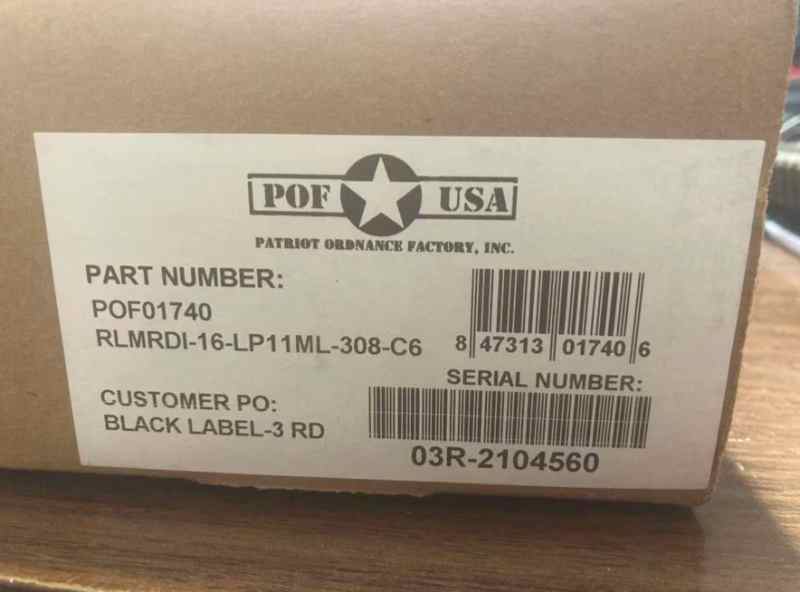 POF USA
PATRIOT ORDNANCE FACTORY, INC.
PART NUMBER:
POF01740
RLMRDI-16-LP11ML-308-C6
8 47313 01740 6
SERIAL NUMBER:
CUSTOMER PO:
BLACK LABEL-3 RD
03R-2104560